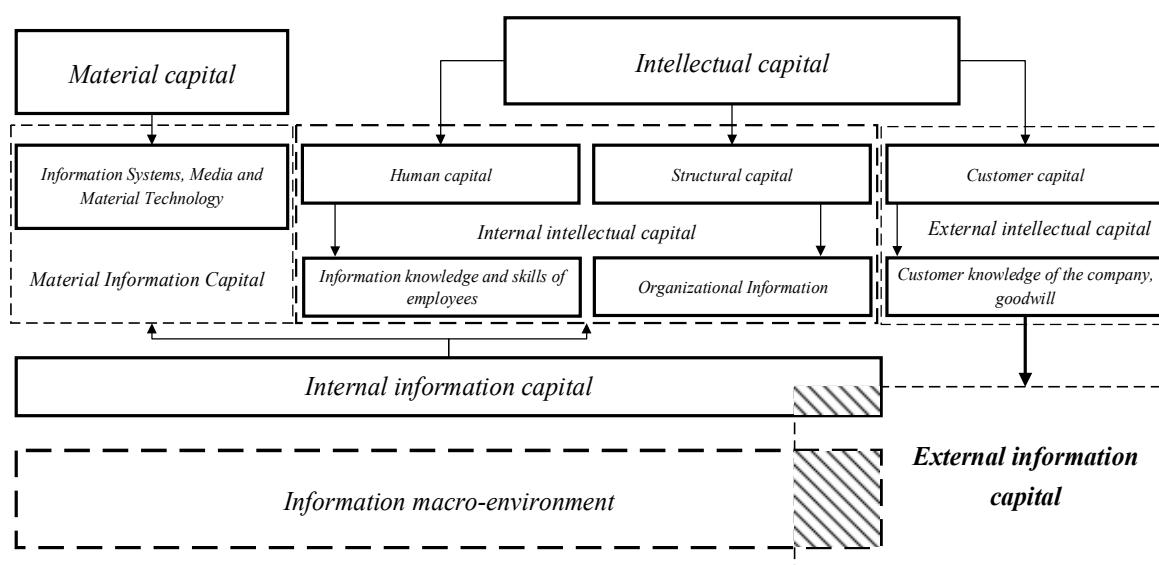 Material capital
Intellectual capital
Information Systems, Media and
Material Technology
Human capital
Structural capital
Customer capital
Internal intellectual capital
External intellectual capital
Material Information Capital
Information knowledge and skills of
employees
Organizational Information
Customer knowledge of the company,
goodwill
Internal information capital
External information
capital
Information macro-environment